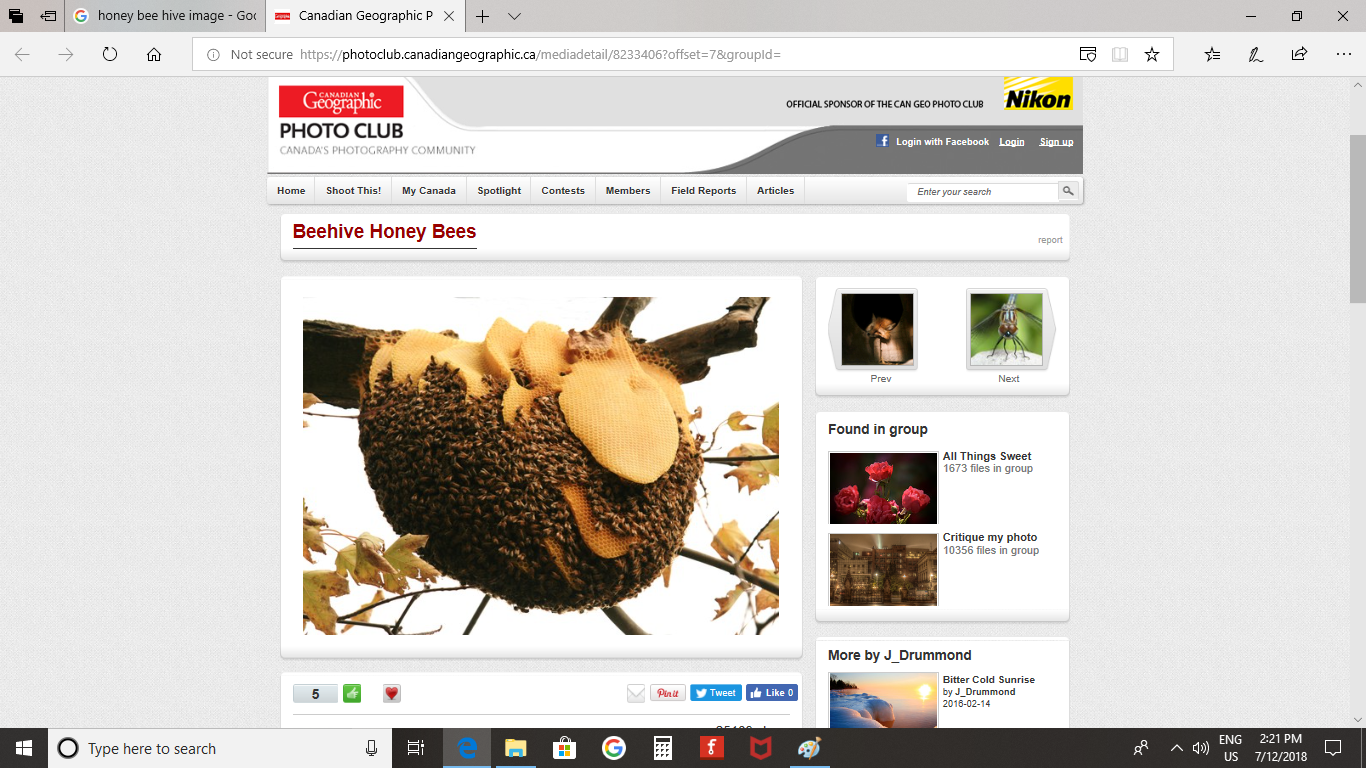 honey bee hive image - Goo
Canadian Geographic P
Not secure https://photoclub.canadiangeographic.ca/mediadetail/8233406?offset=7&groupId=
CANADIAN
Geographic
PHOTO CLUB
CANADA'S PHOTOGRAPHY COMMUNITY
OFFICIAL SPONSOR OF THE CAN GEO PHOTO CLUB
Nikon
Login with Facebook Login Sign up
Home Shoot This! My Canada Spotlight Contests Members Field Reports Articles
Enter your search
Beehive Honey Bees
report
Prev Next
Found in group
All Things Sweet
1673 files in group
Critique my photo
10356 files in group
More by J_Drummond
Bitter Cold Sunrise
by J_Drummond
2016-02-14
5
Pin it Tweet Like 0
Type here to search
ENG
US
2:21 PM
7/12/2018